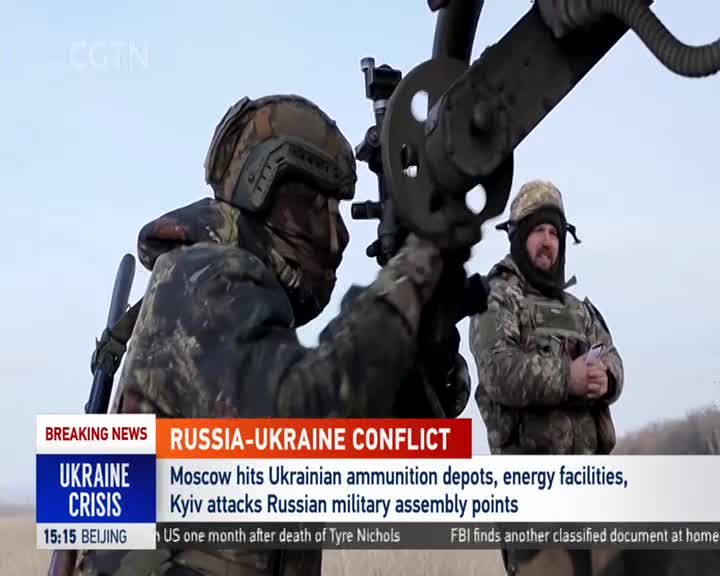 CGTN
BREAKING NEWS
RUSSIA-UKRAINE CONFLICT
UKRAINE
CRISIS
Moscow hits Ukrainian ammunition depots, energy facilities,
Kyiv attacks Russian military assembly points
15:15 BEIJING
US one month after death of Tyre Nichols FBI finds another classified document at home